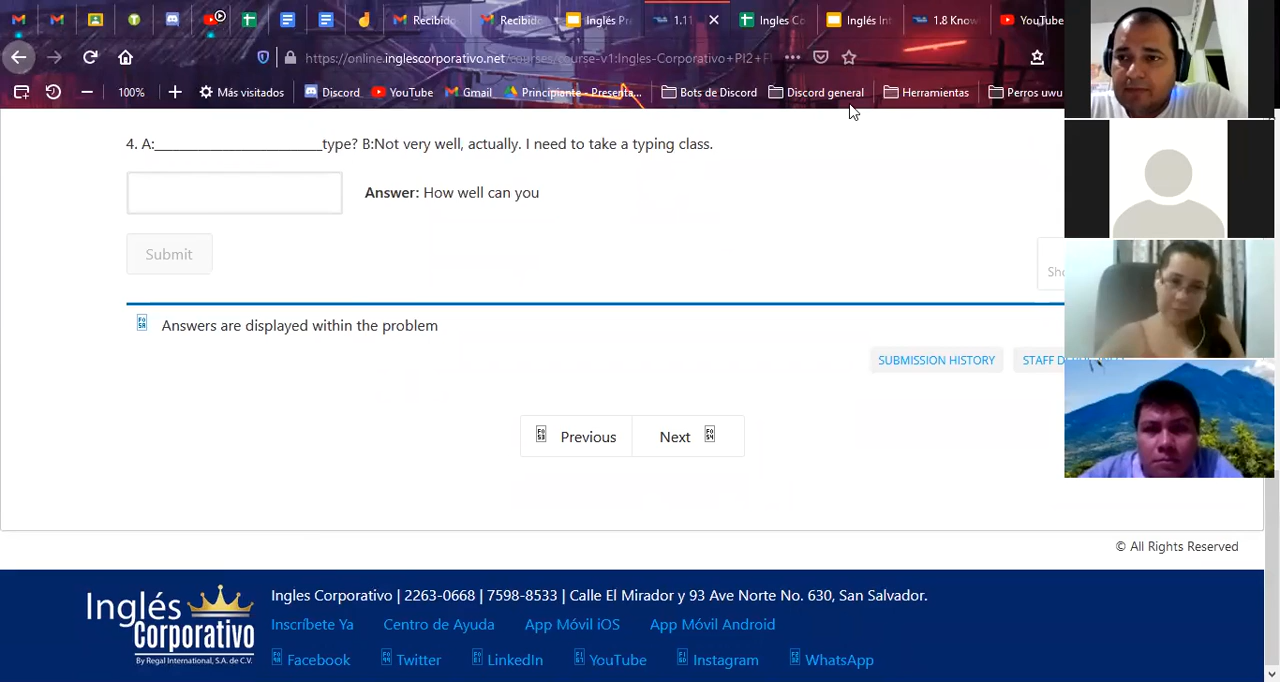 Recibido
Recibido
Inglés Pr
1.11
Ingles Co
Inglés Int
1.8 Know
YouTube
https://online.inglescorporativo.net/courses/course-v1:Ingles-Corporativo+PI2+F
100%
Más visitados
Discord
YouTube
Gmail
Principiante - Presenta...
Bots de Discord
Discord general
Herramientas
Perros uwu
4. A:______________________type? B:Not very well, actually. I need to take a typing class.
Answer: How well can you
Submit
Sho
Answers are displayed within the problem
SUBMISSION HISTORY
STAFF DEBUG INFO
Previous
Next
© All Rights Reserved
Inglés Corporativo
By Regal International, S.A. de C.V.
Ingles Corporativo | 2263-0668 | 7598-8533 | Calle El Mirador y 93 Ave Norte No. 630, San Salvador.
Inscríbete Ya
Centro de Ayuda
App Móvil iOS
App Móvil Android
Facebook
Twitter
LinkedIn
YouTube
Instagram
WhatsApp